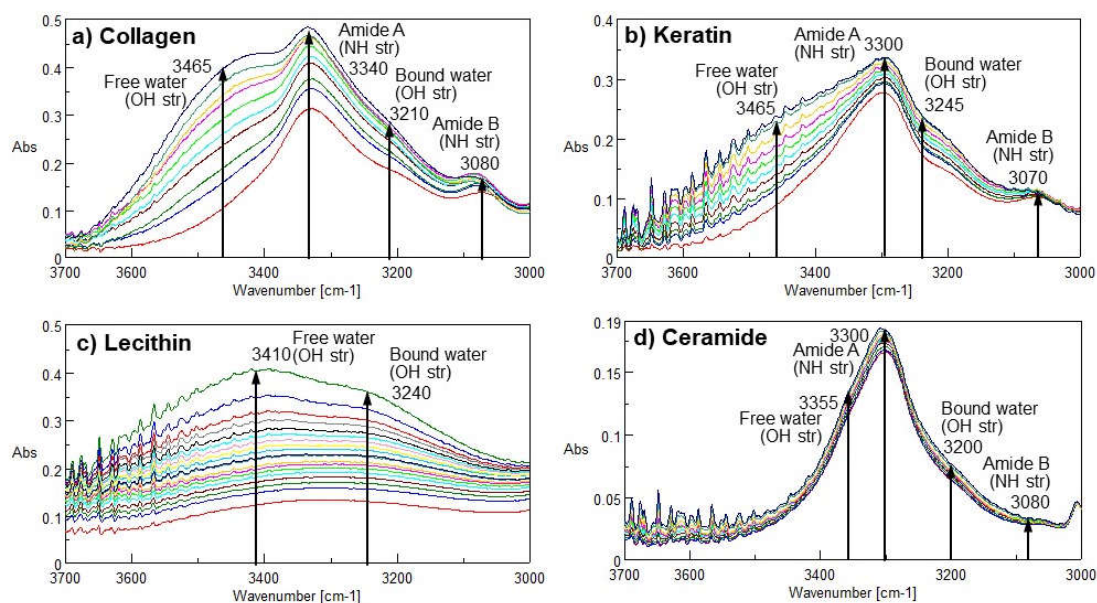 a) Collagen
Amide A
(NH str)
3340
3465
Free water
(OH str)
Bound water
(OH str)
3210
Amide B
(NH str)
3080
Abs
0.5
0.4
0.3
0.2
0.1
0
3700
3600
3400
3200
3000
Wavenumber [cm-1]
b) Keratin
Amide A
(NH str)
3300
Free water
(OH str)
3465
Bound water
(OH str)
3245
Amide B
(NH str)
3070
Abs
0.4
0.3
0.2
0.1
0
3700
3600
3400
3200
3000
Wavenumber [cm-1]
c) Lecithin
Free water
3410 (OH str)
Bound water
(OH str)
3240
Abs
0.5
0.4
0.3
0.2
0.1
0
3700
3600
3400
3200
3000
Wavenumber [cm-1]
d) Ceramide
3300
Amide A
(NH str)
3355
Free water
(OH str)
Bound water
(OH str)
3200
Amide B
(NH str)
3080
Abs
0.19
0.15
0.1
0.05
0
3700
3600
3400
3200
3000
Wavenumber [cm-1]